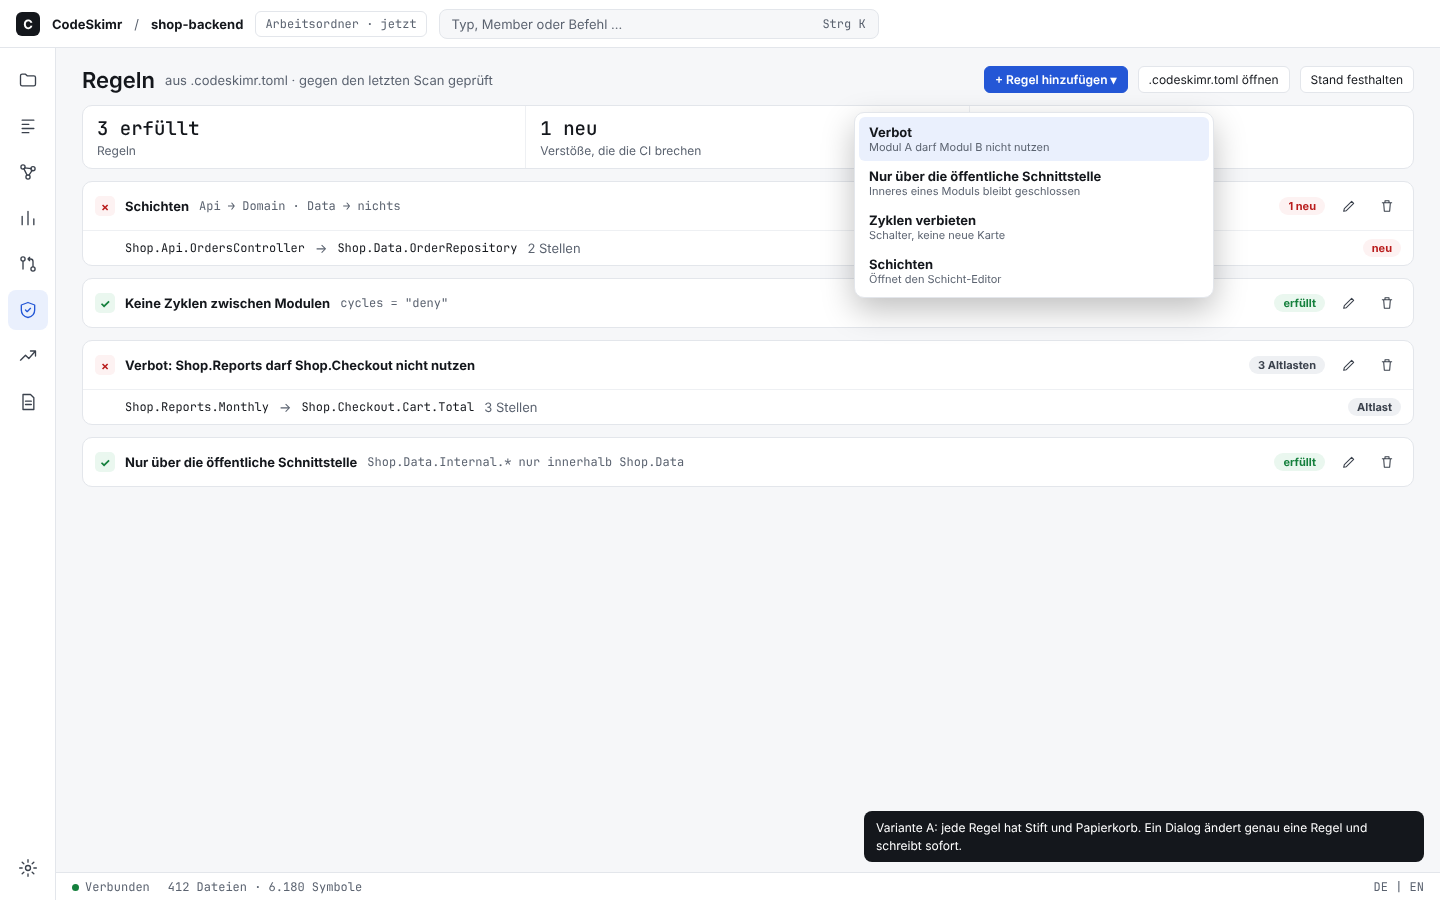 C CodeSkimr / shop-backend Arbeitsordner · jetzt Typ, Member oder Befehl ... Strg K
Regeln aus .codeskimr.toml · gegen den letzten Scan geprüft + Regel hinzufügen ▾ .codeskimr.toml öffnen Stand festhalten
3 erfüllt
Regeln
1 neu
Verstöße, die die CI brechen
Verbot
Modul A darf Modul B nicht nutzen
Nur über die öffentliche Schnittstelle
Inneres eines Moduls bleibt geschlossen
Zyklen verbieten
Schalter, keine neue Karte
Schichten
Öffnet den Schicht-Editor
Schichten Api → Domain · Data → nichts 1 neu
Shop.Api.OrdersController → Shop.Data.OrderRepository 2 Stellen neu
Keine Zyklen zwischen Modulen cycles = "deny" erfüllt
Verbot: Shop.Reports darf Shop.Checkout nicht nutzen 3 Altlasten
Shop.Reports.Monthly → Shop.Checkout.Cart.Total 3 Stellen Altlast
Nur über die öffentliche Schnittstelle Shop.Data.Internal.* nur innerhalb Shop.Data erfüllt
Variante A: jede Regel hat Stift und Papierkorb. Ein Dialog ändert genau eine Regel und
schreibt sofort.
Verbunden 412 Dateien · 6.180 Symbole DE | EN